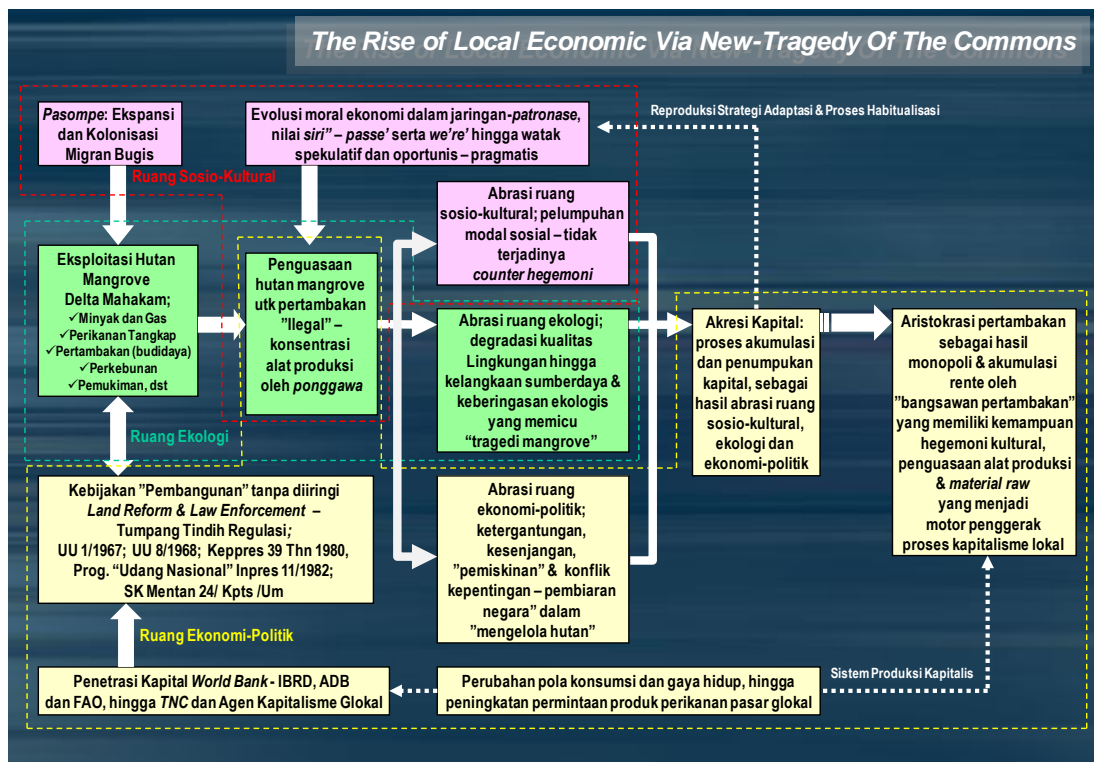 The Rise of Local Economic Via New-Tragedy Of The Commons
Pasompe: Ekspansi
dan Kolonisasi
Migran Bugis
Evolusi moral ekonomi dalam jaringan-patronase,
nilai siri" – passe' serta we're' hingga watak
spekulatif dan oportunis – pragmatis
Reproduksi Strategi Adaptasi & Proses Habitualisasi
Ruang Sosio-Kultural
Abrasi ruang
sosio-kultural; pelumpuhan
modal sosial – tidak
terjadinya
counter hegemoni
Eksploitasi Hutan
Mangrove
Delta Mahakam;
✓Minyak dan Gas
✓Perikanan Tangkap
✓Pertambakan (budidaya)
✓Perkebunan
✓Pemukiman, dst
Penguasaan
hutan mangrove
utk pertambakan
"Ilegal" –
konsentrasi
alat produksi
oleh ponggawa
Abrasi ruang ekologi;
degradasi kualitas
Lingkungan hingga
kelangkaan sumberdaya &
keberingasan ekologis
yang memicu
"tragedi mangrove"
Akresi Kapital:
proses akumulasi
dan penumpukan
kapital, sebagai
hasil abrasi ruang
sosio-kultural,
ekologi dan
ekonomi-politik
Aristokrasi pertambakan
sebagai hasil
monopoli & akumulasi
rente oleh
"bangsawan pertambakan"
yang memiliki kemampuan
hegemoni kultural,
penguasaan alat produksi
& material raw
yang menjadi
motor penggerak
proses kapitalisme lokal
Ruang Ekologi
Kebijakan "Pembangunan" tanpa diiringi
Land Reform & Law Enforcement –
Tumpang Tindih Regulasi;
UU 1/1967; UU 8/1968; Keppres 39 Thn 1980,
Prog. "Udang Nasional" Inpres 11/1982;
SK Mentan 24/ Kpts /Um
Abrasi ruang
ekonomi-politik;
ketergantungan,
kesenjangan,
"pemiskinan" & konflik
kepentingan – pembiaran
negara" dalam
"mengelola hutan"
Ruang Ekonomi-Politik
Penetrasi Kapital World Bank - IBRD, ADB
dan FAO, hingga TNC dan Agen Kapitalisme Glokal
Perubahan pola konsumsi dan gaya hidup, hingga
peningkatan permintaan produk perikanan pasar glokal
Sistem Produksi Kapitalis